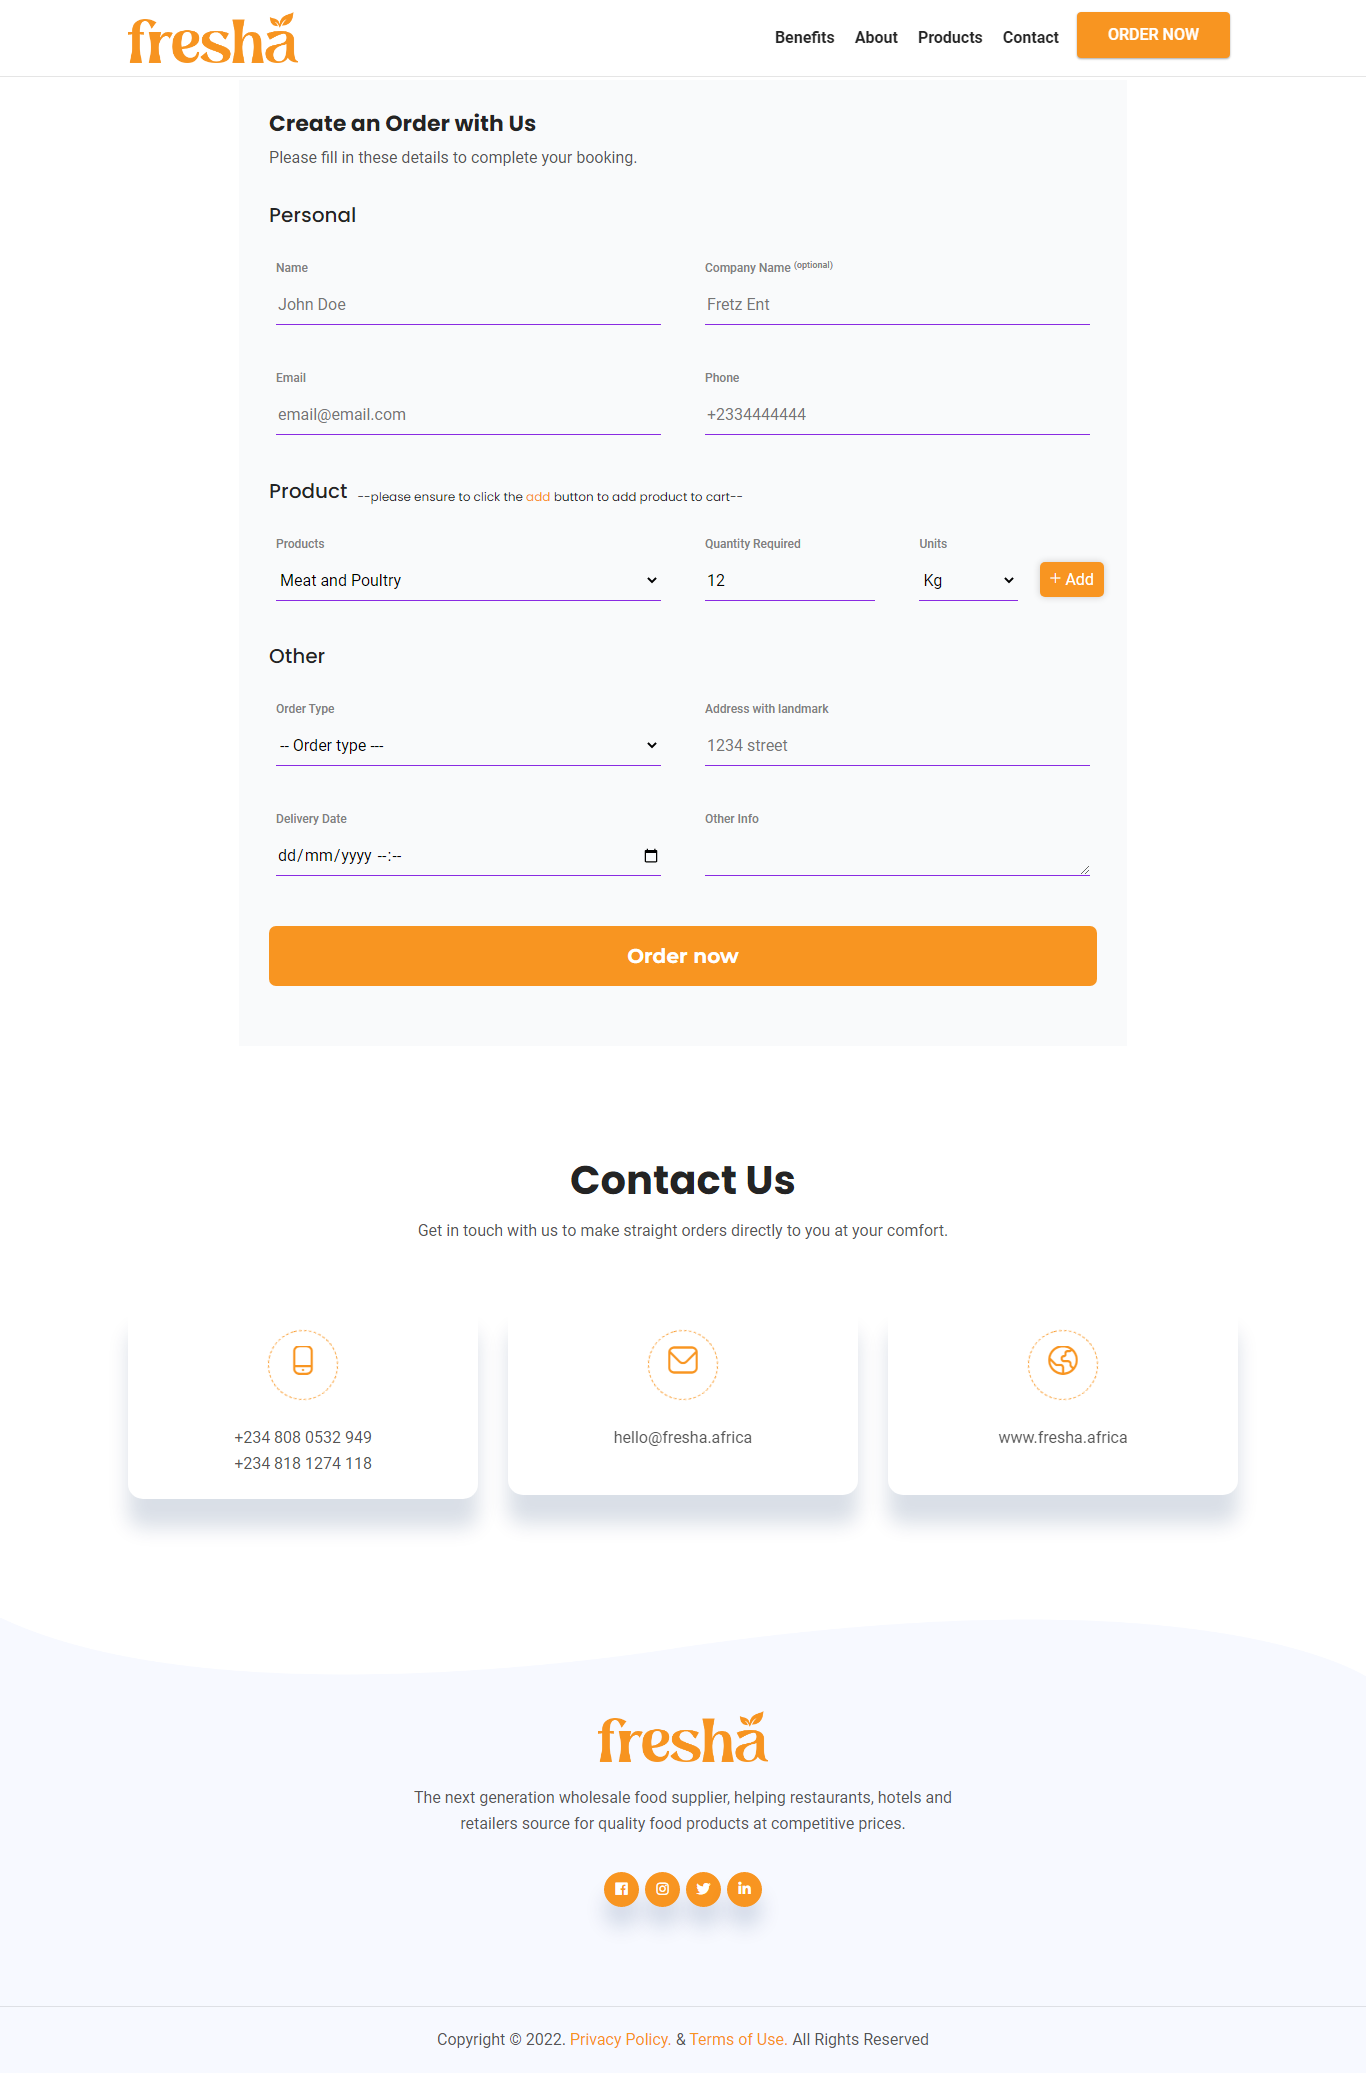 fresha
Benefits About Products Contact ORDER NOW
Create an Order with Us
Please fill in these details to complete your booking.
Personal
Name Company Name (optional)
John Doe Fretz Ent
Email Phone
email@email.com +2334444444
Product --please ensure to click the add button to add product to cart--
Products Quantity Required Units
Meat and Poultry 12 Kg + Add
Other
Order Type Address with landmark
-- Order type --- 1234 street
Delivery Date Other Info
dd/mm/yyyy --:--
Order now
Contact Us
Get in touch with us to make straight orders directly to you at your comfort.
+234 808 0532 949 hello@fresha.africa www.fresha.africa
+234 818 1274 118
fresha
The next generation wholesale food supplier, helping restaurants, hotels and
retailers source for quality food products at competitive prices.
Copyright © 2022. Privacy Policy. & Terms of Use. All Rights Reserved